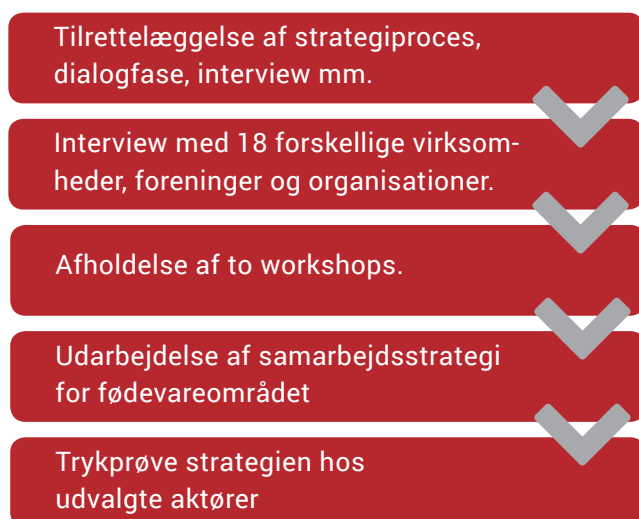 Tilrettelæggelse af strategiproces,
dialogfase, interview mm.
Interview med 18 forskellige virksom-
heder, foreninger og organisationer.
Afholdelse af to workshops.
Udarbejdelse af samarbejdsstrategi
for fødevareområdet
Trykprøve strategien hos
udvalgte aktører